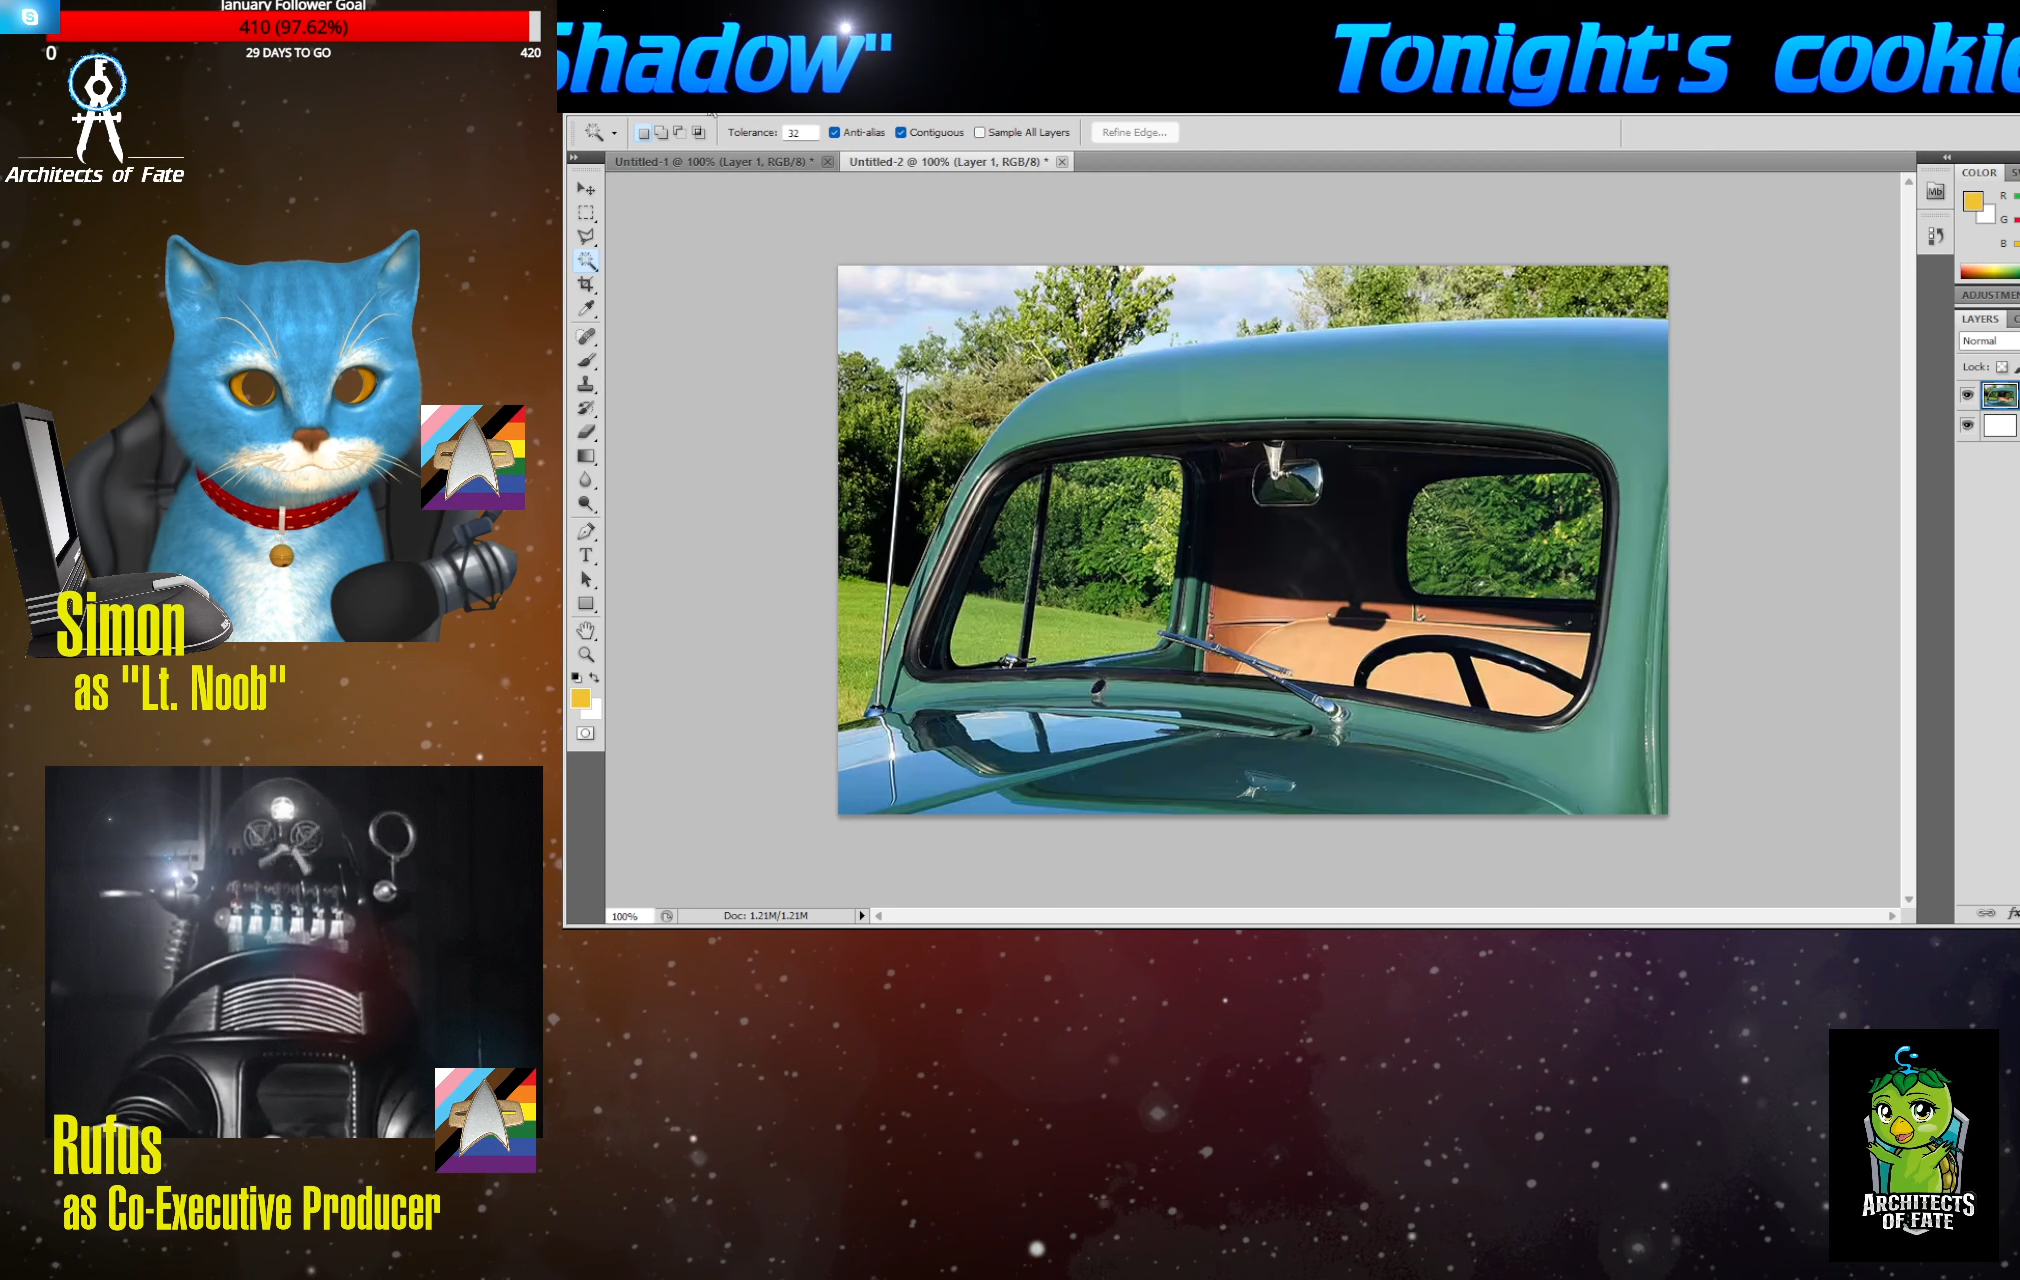 January Follower Goal
410 (97.62%)
0
29 DAYS TO GO
420
Architects of Fate
Shadow"
Tonight's cookie
Tolerance: 32
Anti-alias
Contiguous
Sample All Layers
Refine Edge...
Untitled-1 @ 100% (Layer 1, RGB/8) *
Untitled-2 @ 100% (Layer 1, RGB/8) *
Mb
COLOR
R
G
B
ADJUSTMEN
LAYERS
Normal
Lock:
T
100%
Doc: 1.21M/1.21M
fx
Simon
as "Lt. Noob"
Rufus
as Co-Executive Producer
ARCHITECTS
OF FATE